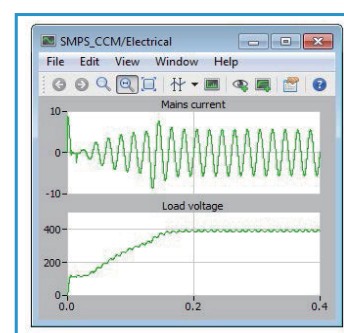 SMPS_CCM/Electrical
File Edit View Window Help
Mains current
10
0
-10
Load voltage
400
200
0
0.0 0.2 0.4